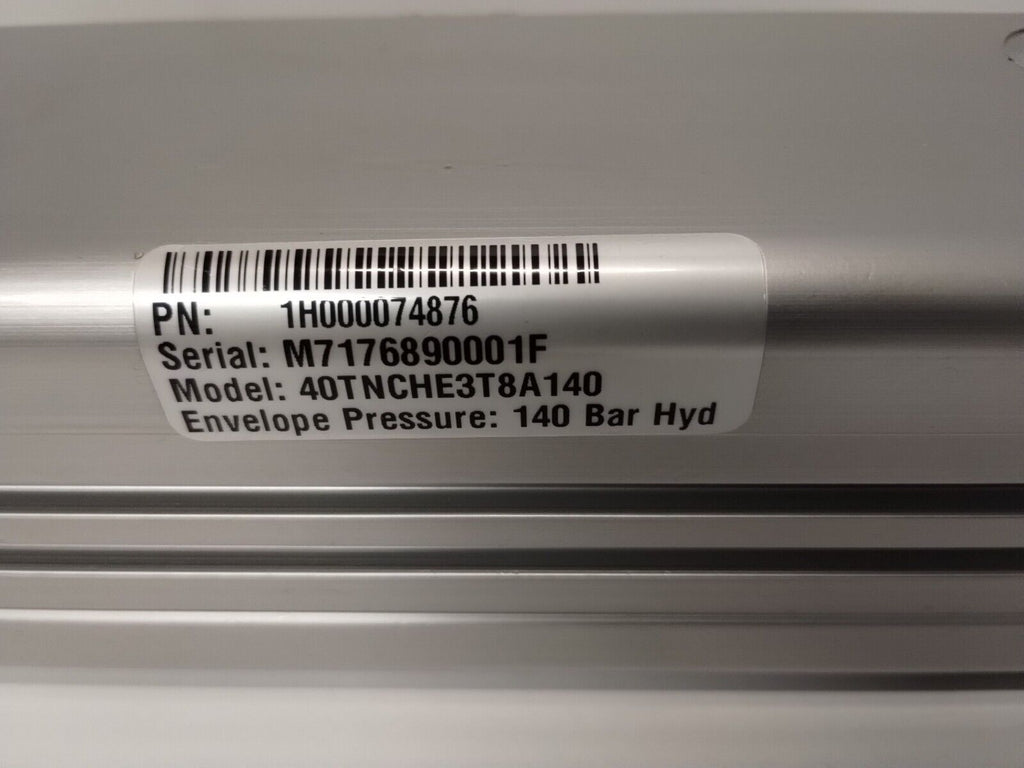 PN: 1H000074876
Serial: M7176890001F
Model: 40TNCHE3T8A140
Envelope Pressure: 140 Bar Hyd